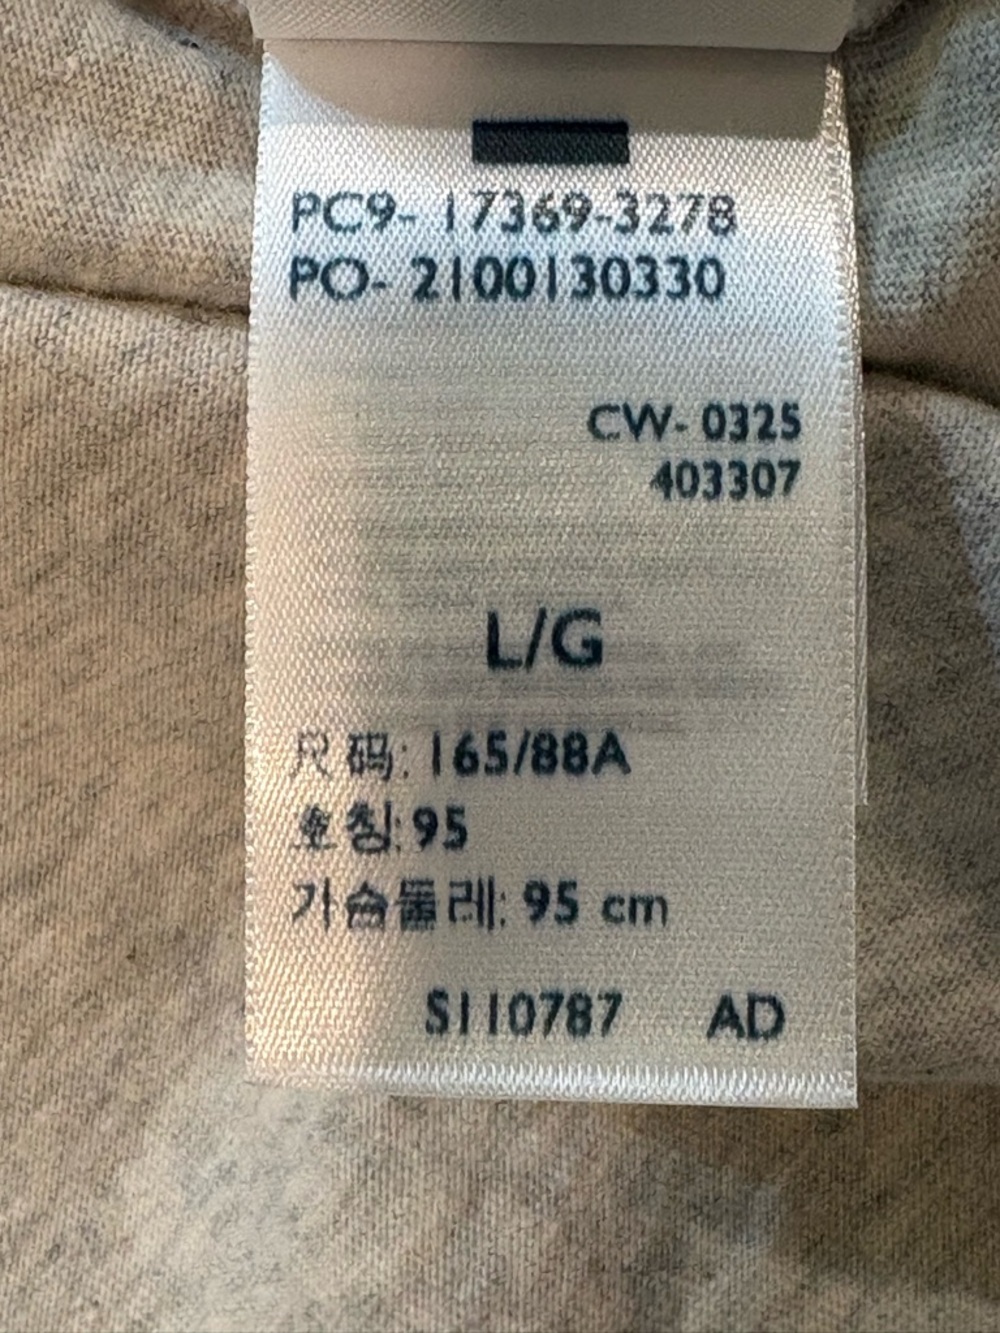 PC9- 17369-3278
PO- 2100130330
CW- 0325
403307
L/G
尺码: 165/88A
호칭: 95
가슴둘레: 95 cm
S110787 AD